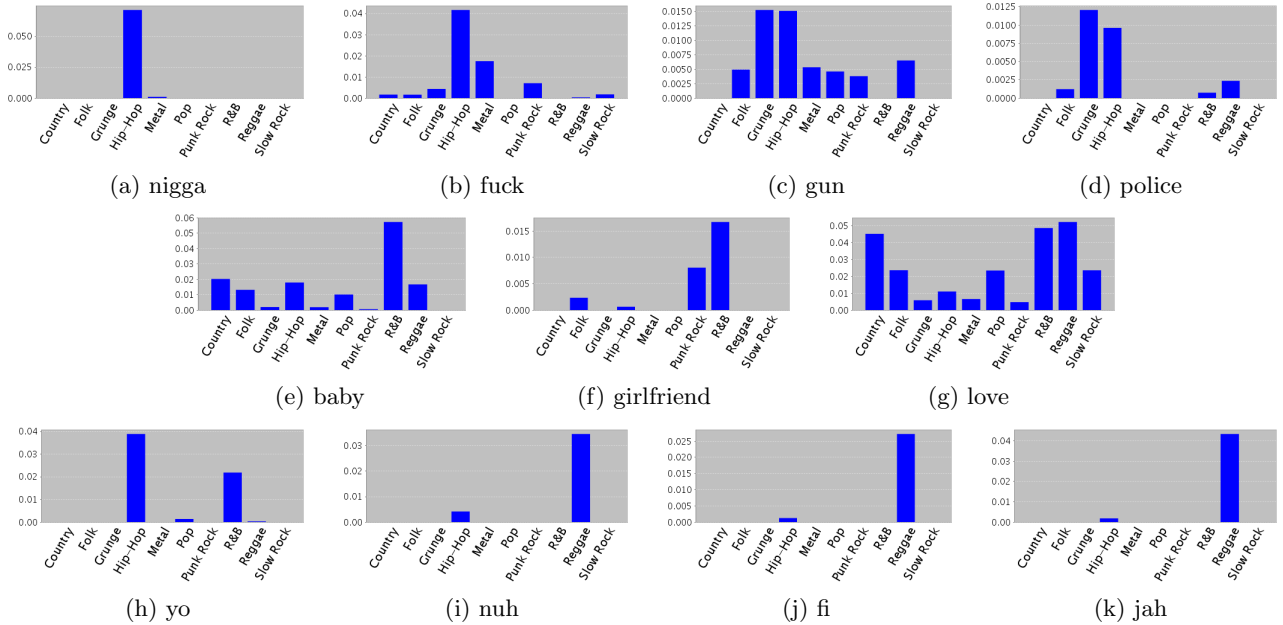 0.050
0.025
0.000
Country
Folk
Grunge
Hip-Hop
Metal
Pop
Punk Rock
R&B
Reggae
Slow Rock
(a) nigga
0.04
0.03
0.02
0.01
0.00
Country
Folk
Grunge
Hip-Hop
Metal
Pop
Punk Rock
R&B
Reggae
Slow Rock
(b) fuck
0.0150
0.0125
0.0100
0.0075
0.0050
0.0025
0.0000
Country
Folk
Grunge
Hip-Hop
Metal
Pop
Punk Rock
R&B
Reggae
Slow Rock
(c) gun
0.0125
0.0100
0.0075
0.0050
0.0025
0.0000
Country
Folk
Grunge
Hip-Hop
Metal
Pop
Punk Rock
R&B
Reggae
Slow Rock
(d) police
0.06
0.05
0.04
0.03
0.02
0.01
0.00
Country
Folk
Grunge
Hip-Hop
Metal
Pop
Punk Rock
R&B
Reggae
Slow Rock
(e) baby
0.015
0.010
0.005
0.000
Country
Folk
Grunge
Hip-Hop
Metal
Pop
Punk Rock
R&B
Reggae
Slow Rock
(f) girlfriend
0.05
0.04
0.03
0.02
0.01
0.00
Country
Folk
Grunge
Hip-Hop
Metal
Pop
Punk Rock
R&B
Reggae
Slow Rock
(g) love
0.04
0.03
0.02
0.01
0.00
Country
Folk
Grunge
Hip-Hop
Metal
Pop
Punk Rock
R&B
Reggae
Slow Rock
(h) yo
0.03
0.02
0.01
0.00
Country
Folk
Grunge
Hip-Hop
Metal
Pop
Punk Rock
R&B
Reggae
Slow Rock
(i) nuh
0.025
0.020
0.015
0.010
0.005
0.000
Country
Folk
Grunge
Hip-Hop
Metal
Pop
Punk Rock
R&B
Reggae
Slow Rock
(j) fi
0.04
0.03
0.02
0.01
0.00
Country
Folk
Grunge
Hip-Hop
Metal
Pop
Punk Rock
R&B
Reggae
Slow Rock
(k) jah